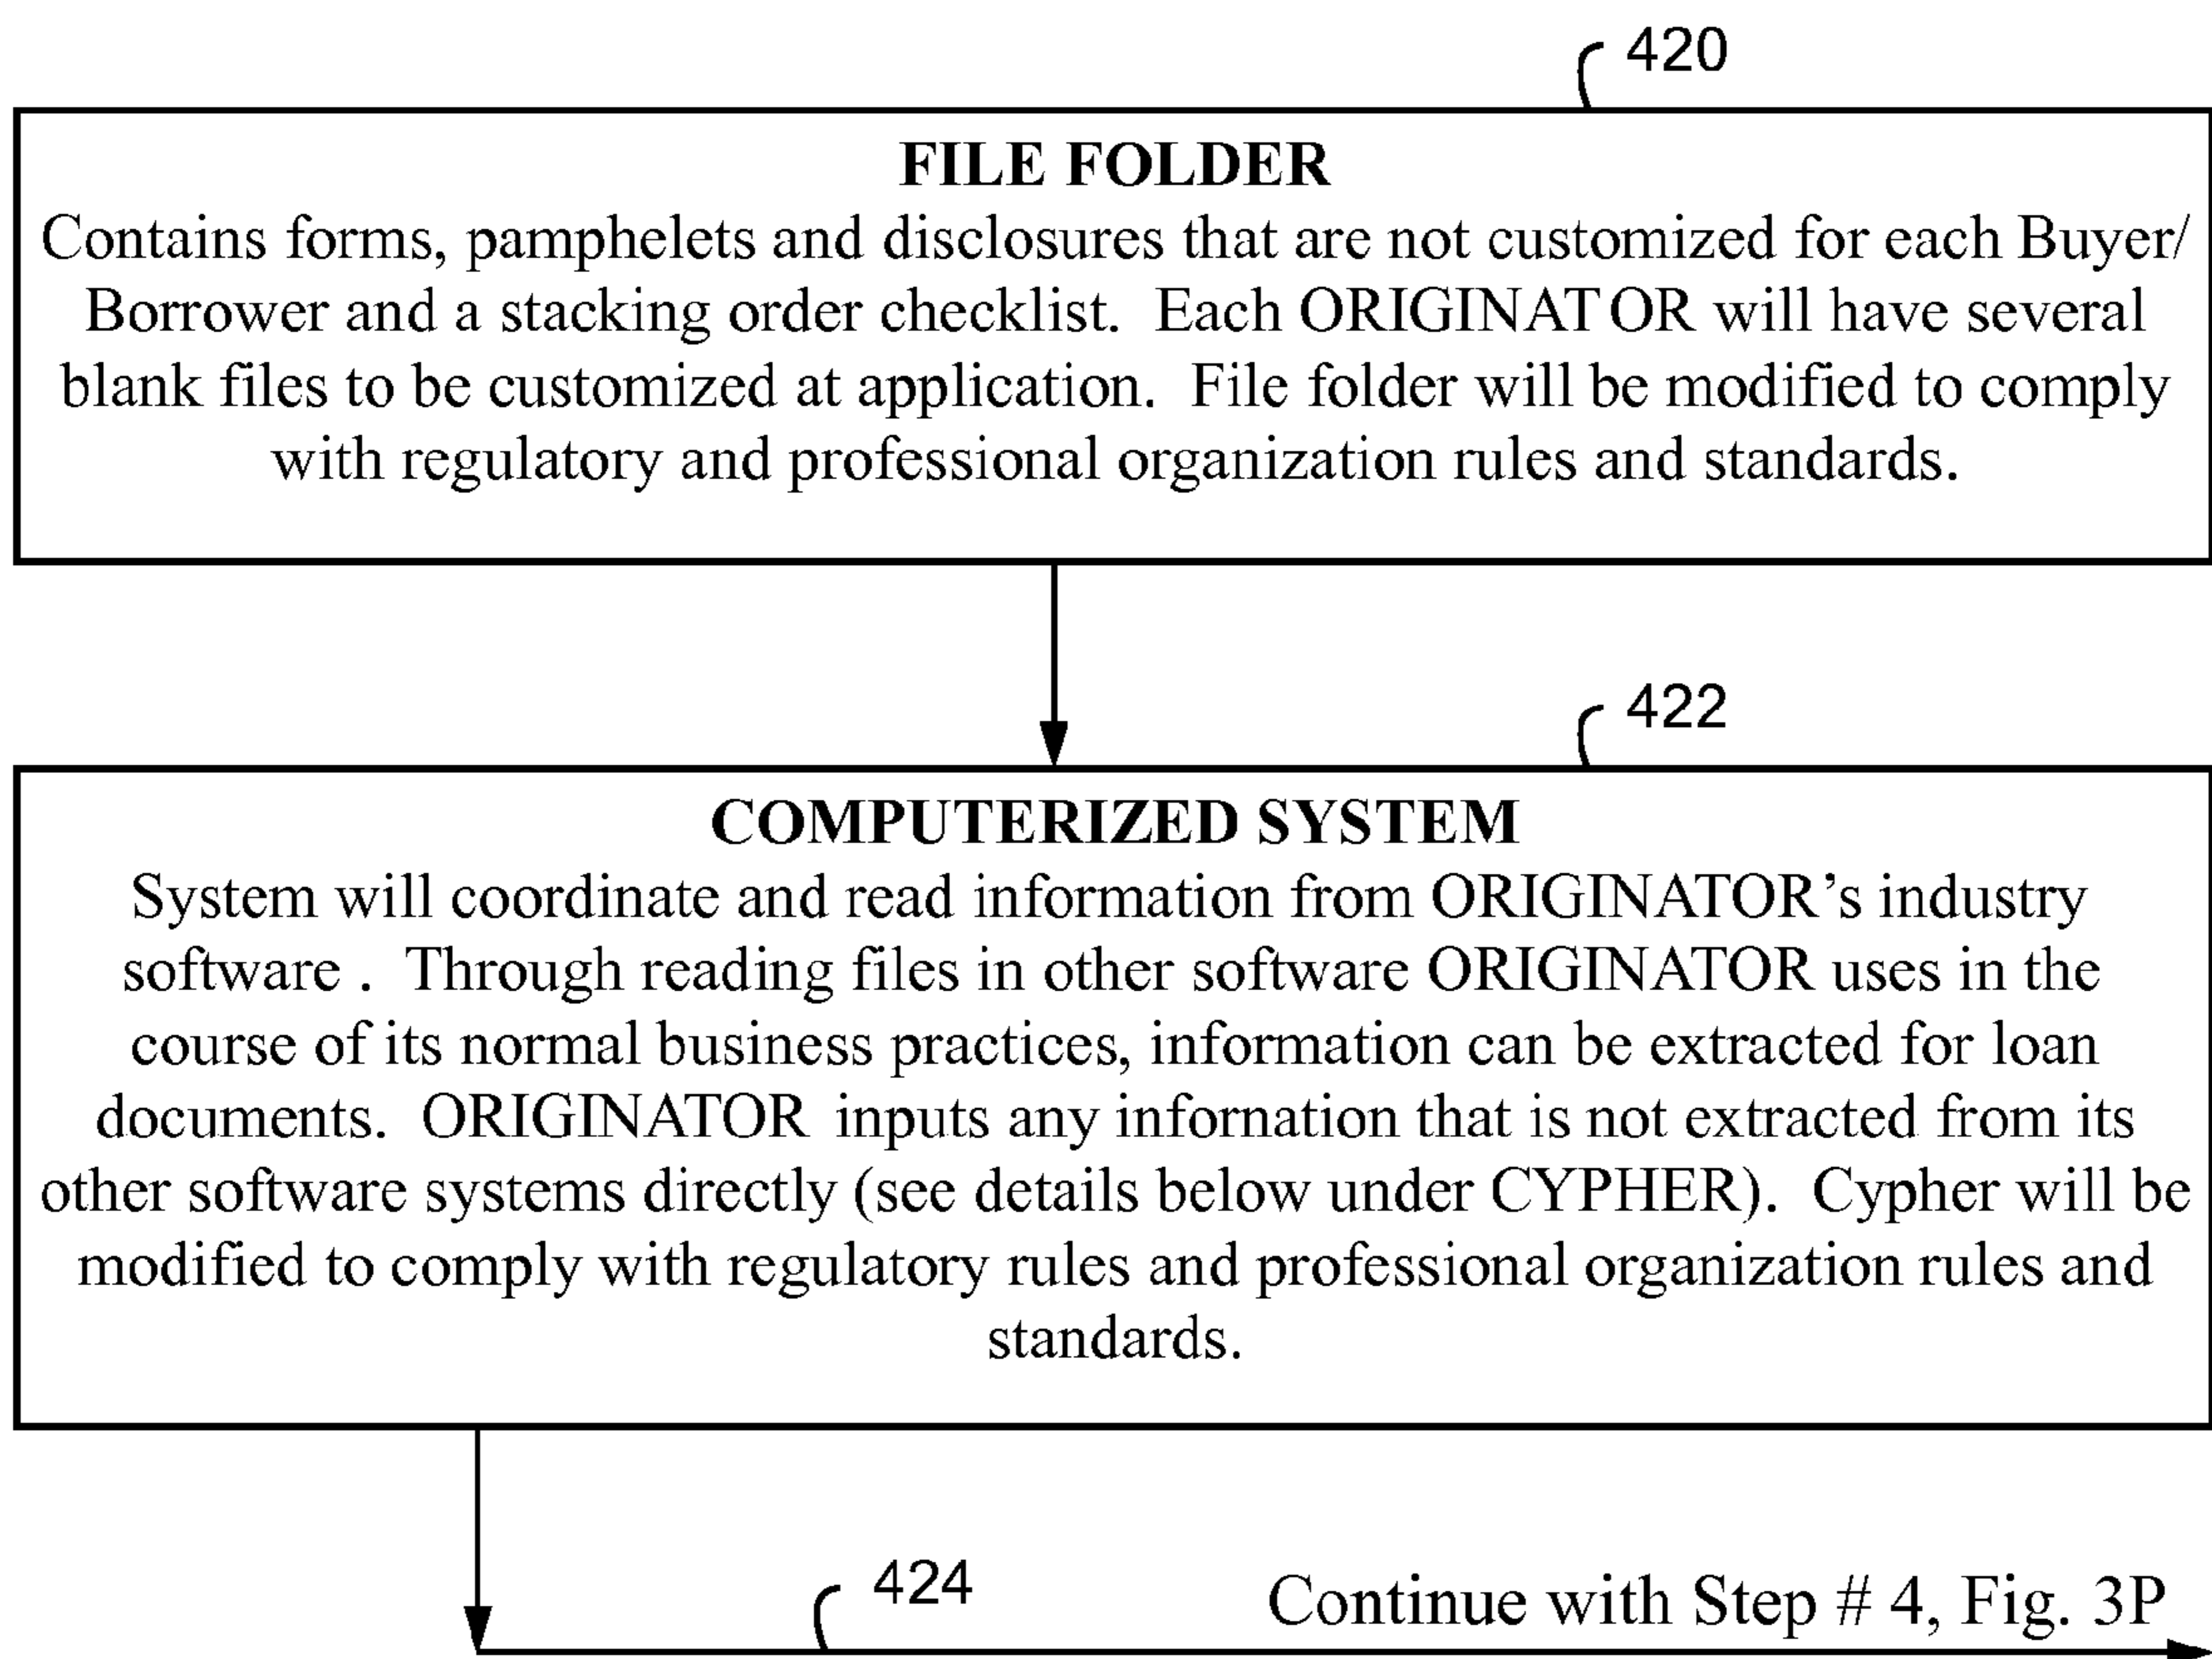 420
FILE FOLDER
Contains forms, pamphelets and disclosures that are not customized for each Buyer/
Borrower and a stacking order checklist. Each ORIGINATOR will have several
blank files to be customized at application. File folder will be modified to comply
with regulatory and professional organization rules and standards.
422
COMPUTERIZED SYSTEM
System will coordinate and read information from ORIGINATOR’s industry
software . Through reading files in other software ORIGINATOR uses in the
course of its normal business practices, information can be extracted for loan
documents. ORIGINATOR inputs any infornation that is not extracted from its
other software systems directly (see details below under CYPHER). Cypher will be
modified to comply with regulatory rules and professional organization rules and
standards.
424
Continue with Step # 4, Fig. 3P